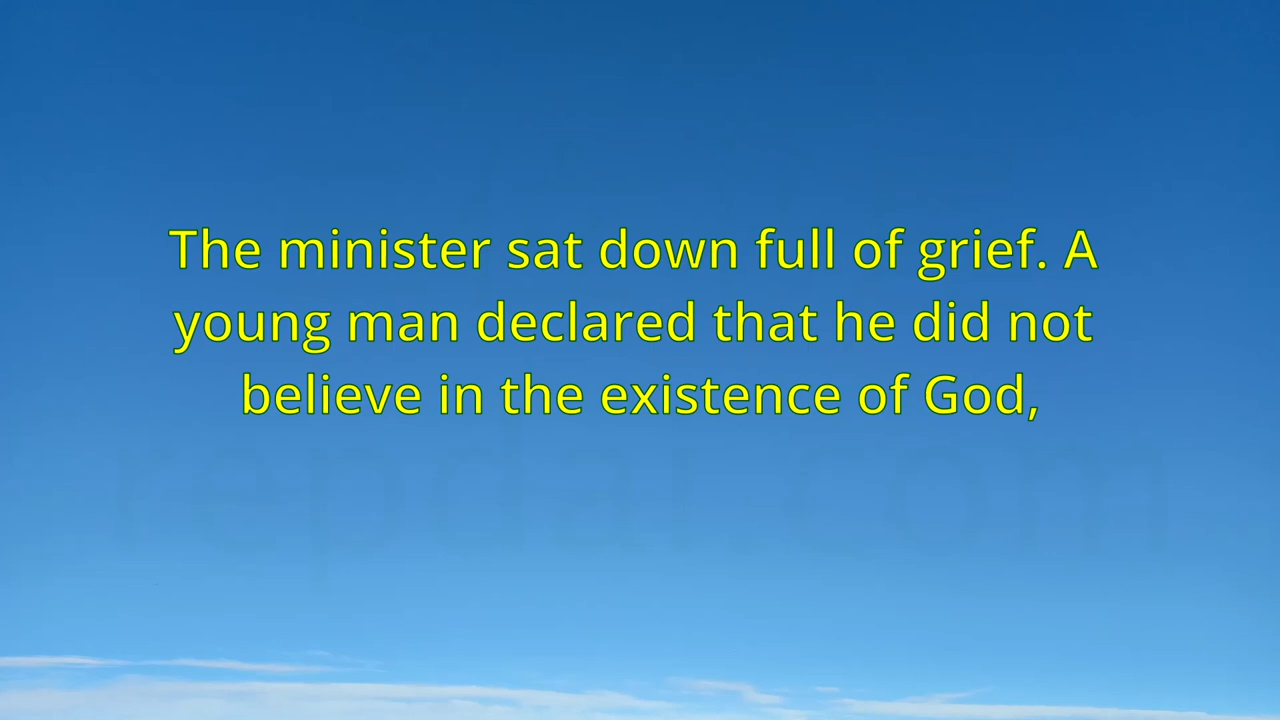 The minister sat down full of grief. A
young man declared that he did not
believe in the existence of God,